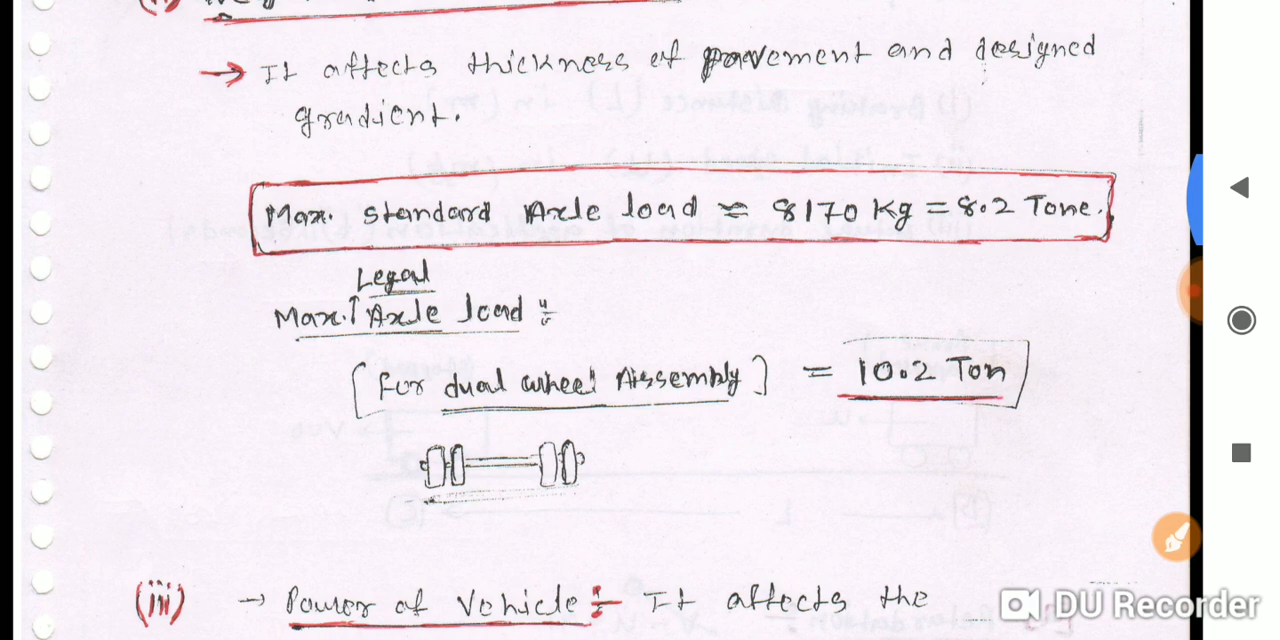 → It affects thickness of pavement and designed
gradient.
Max. standard Axle load = 8170 Kg = 8.2 Tone.
Legal
Max.↑ Axle load :-
[For dual wheel Assembly] = 10.2 Ton
(iii) → Power of Vehicle :- It affects the
DU Recorder